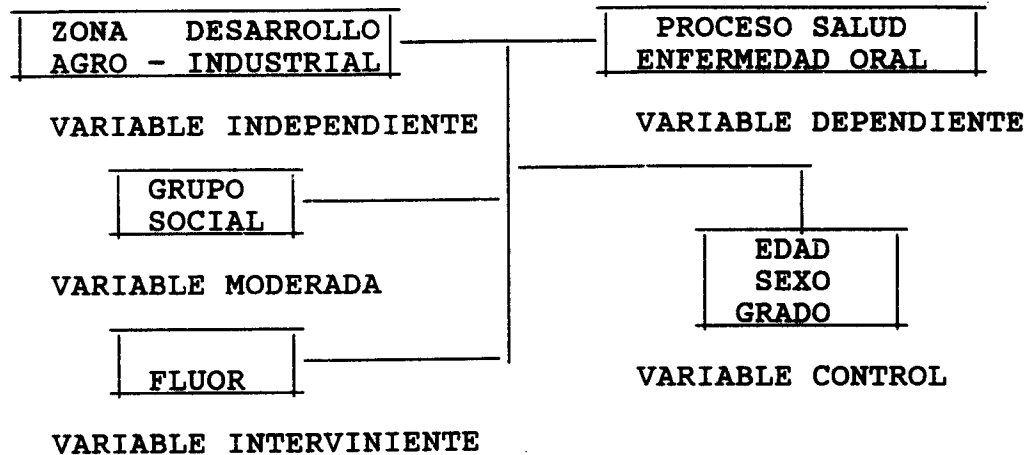 ZONA DESARROLLO
AGRO - INDUSTRIAL
VARIABLE INDEPENDIENTE
PROCESO SALUD
ENFERMEDAD ORAL
VARIABLE DEPENDIENTE
GRUPO
SOCIAL
VARIABLE MODERADA
EDAD
SEXO
GRADO
VARIABLE CONTROL
FLUOR
VARIABLE INTERVINIENTE